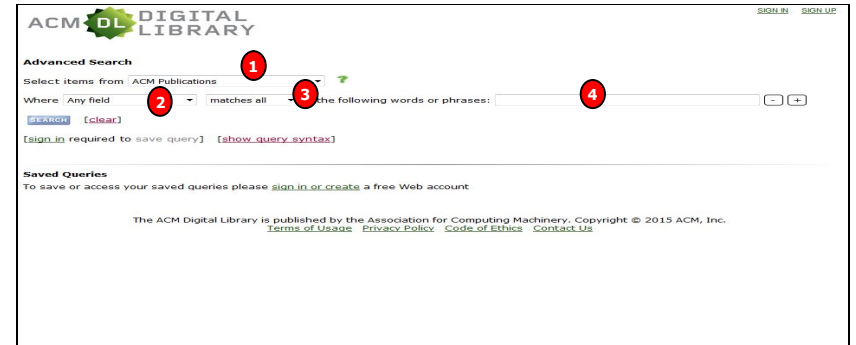 SIGN IN SIGN UP
ACM DL DIGITAL LIBRARY
Advanced Search
1
Select items from ACM Publications ?
Where Any field 2 matches all 3 the following words or phrases: 4 - +
SEARCH [clear]
[sign in required to save query] [show query syntax]
Saved Queries
To save or access your saved queries please sign in or create a free Web account
The ACM Digital Library is published by the Association for Computing Machinery. Copyright © 2015 ACM, Inc.
Terms of Usage Privacy Policy Code of Ethics Contact Us